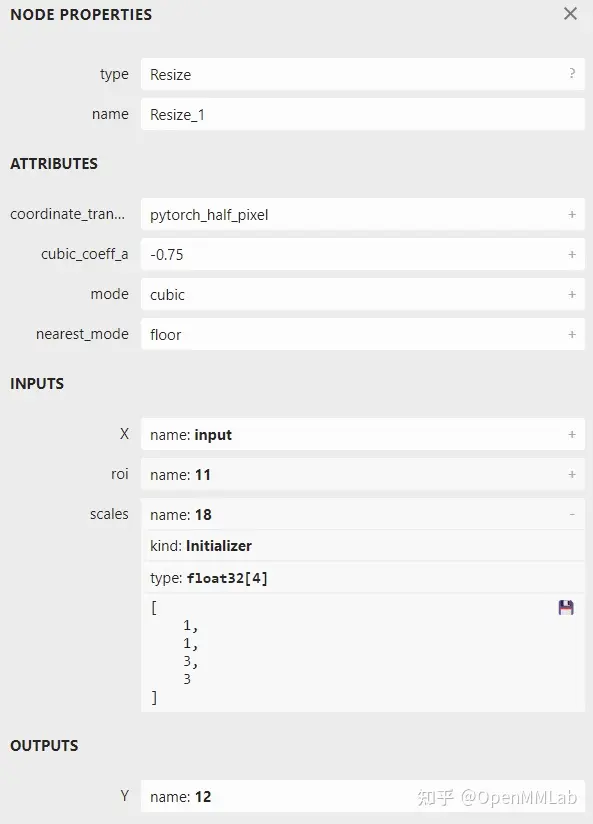 NODE PROPERTIES
type Resize ?
name Resize_1
ATTRIBUTES
coordinate_tran... pytorch_half_pixel +
cubic_coeff_a -0.75 +
mode cubic +
nearest_mode floor +
INPUTS
X name: input +
roi name: 11 +
scales name: 18 -
kind: Initializer
type: float32[4]
[
1,
1,
3,
3
]
OUTPUTS
Y name: 12
知乎 @OpenMMLab